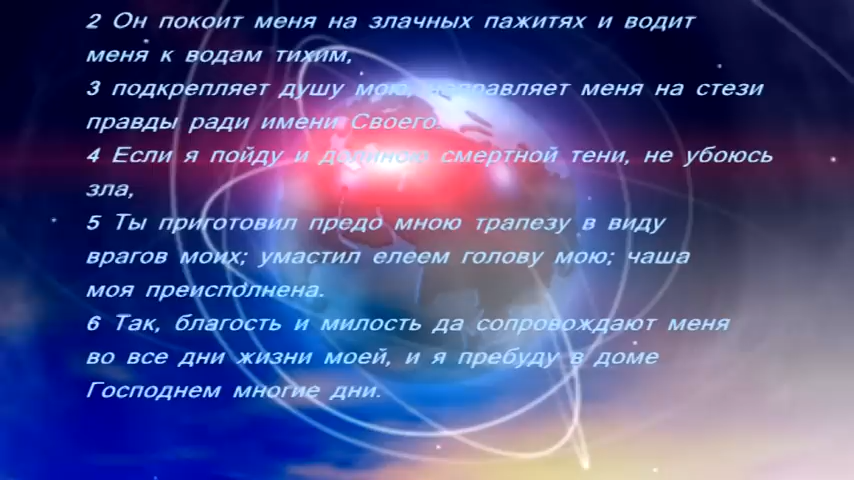 2 Он покоит меня на злачных пажитях и водит
меня к водам тихим,
3 подкрепляет душу мою, направляет меня на стези
правды ради имени Своего.
4 Если я пойду и долиною смертной тени, не убоюсь
зла,
5 Ты приготовил предо мною трапезу в виду
врагов моих; умастил елеем голову мою; чаша
моя преисполнена.
6 Так, благость и милость да сопровождают меня
во все дни жизни моей, и я пребуду в доме
Господнем многие дни.